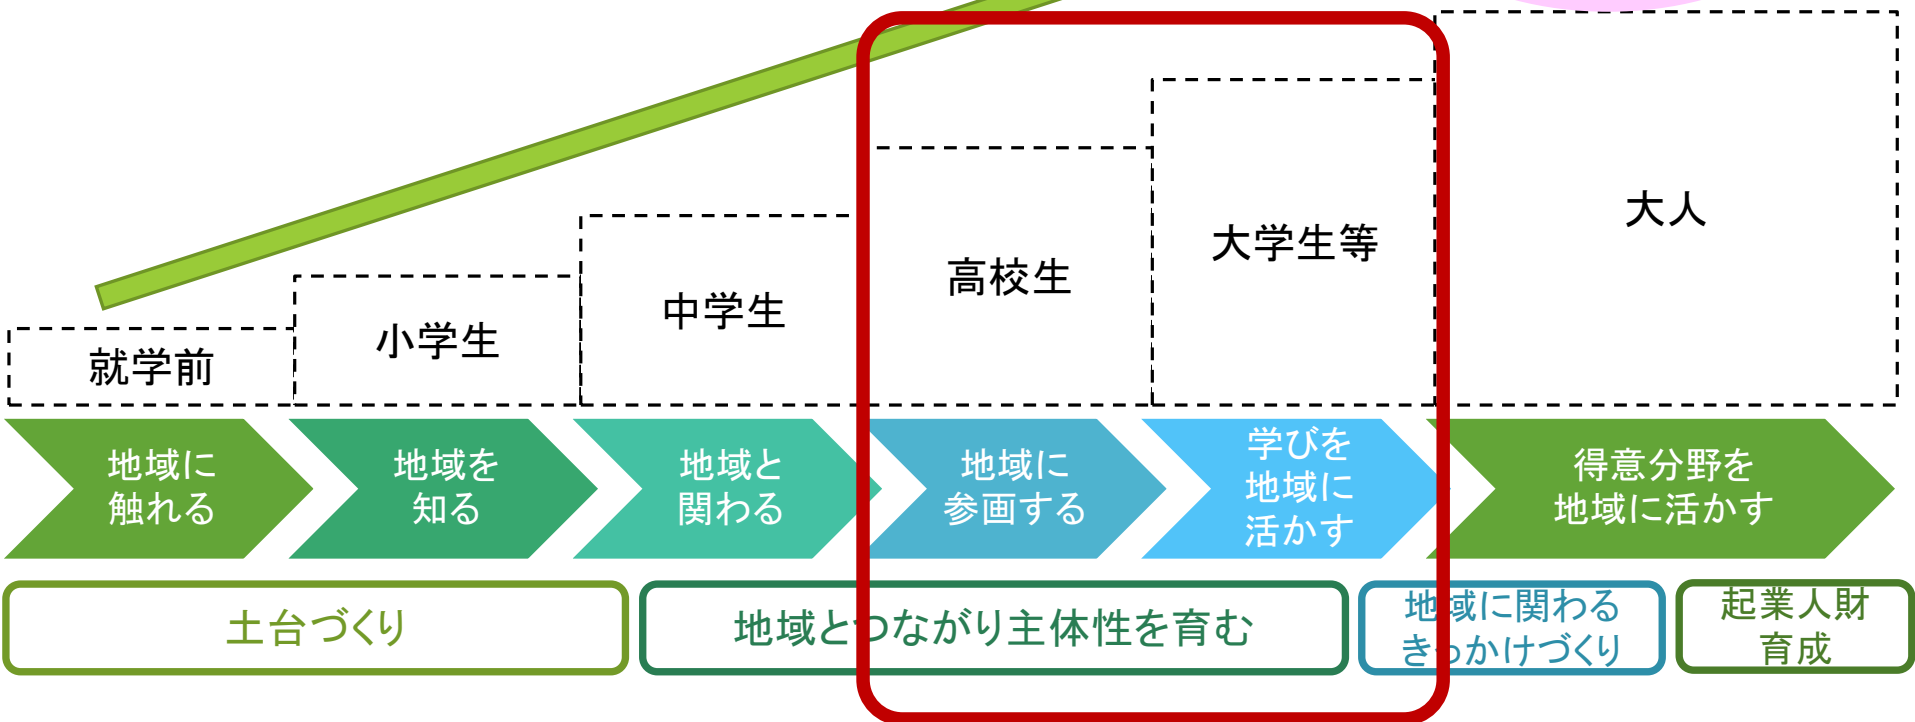 就学前
小学生
中学生
高校生
大学生等
大人
地域に
触れる
地域を
知る
地域と
関わる
地域に
参画する
学びを
地域に
活かす
得意分野を
地域に活かす
土台づくり
地域とつながり主体性を育む
地域に関わる
きっかけづくり
起業人財
育成